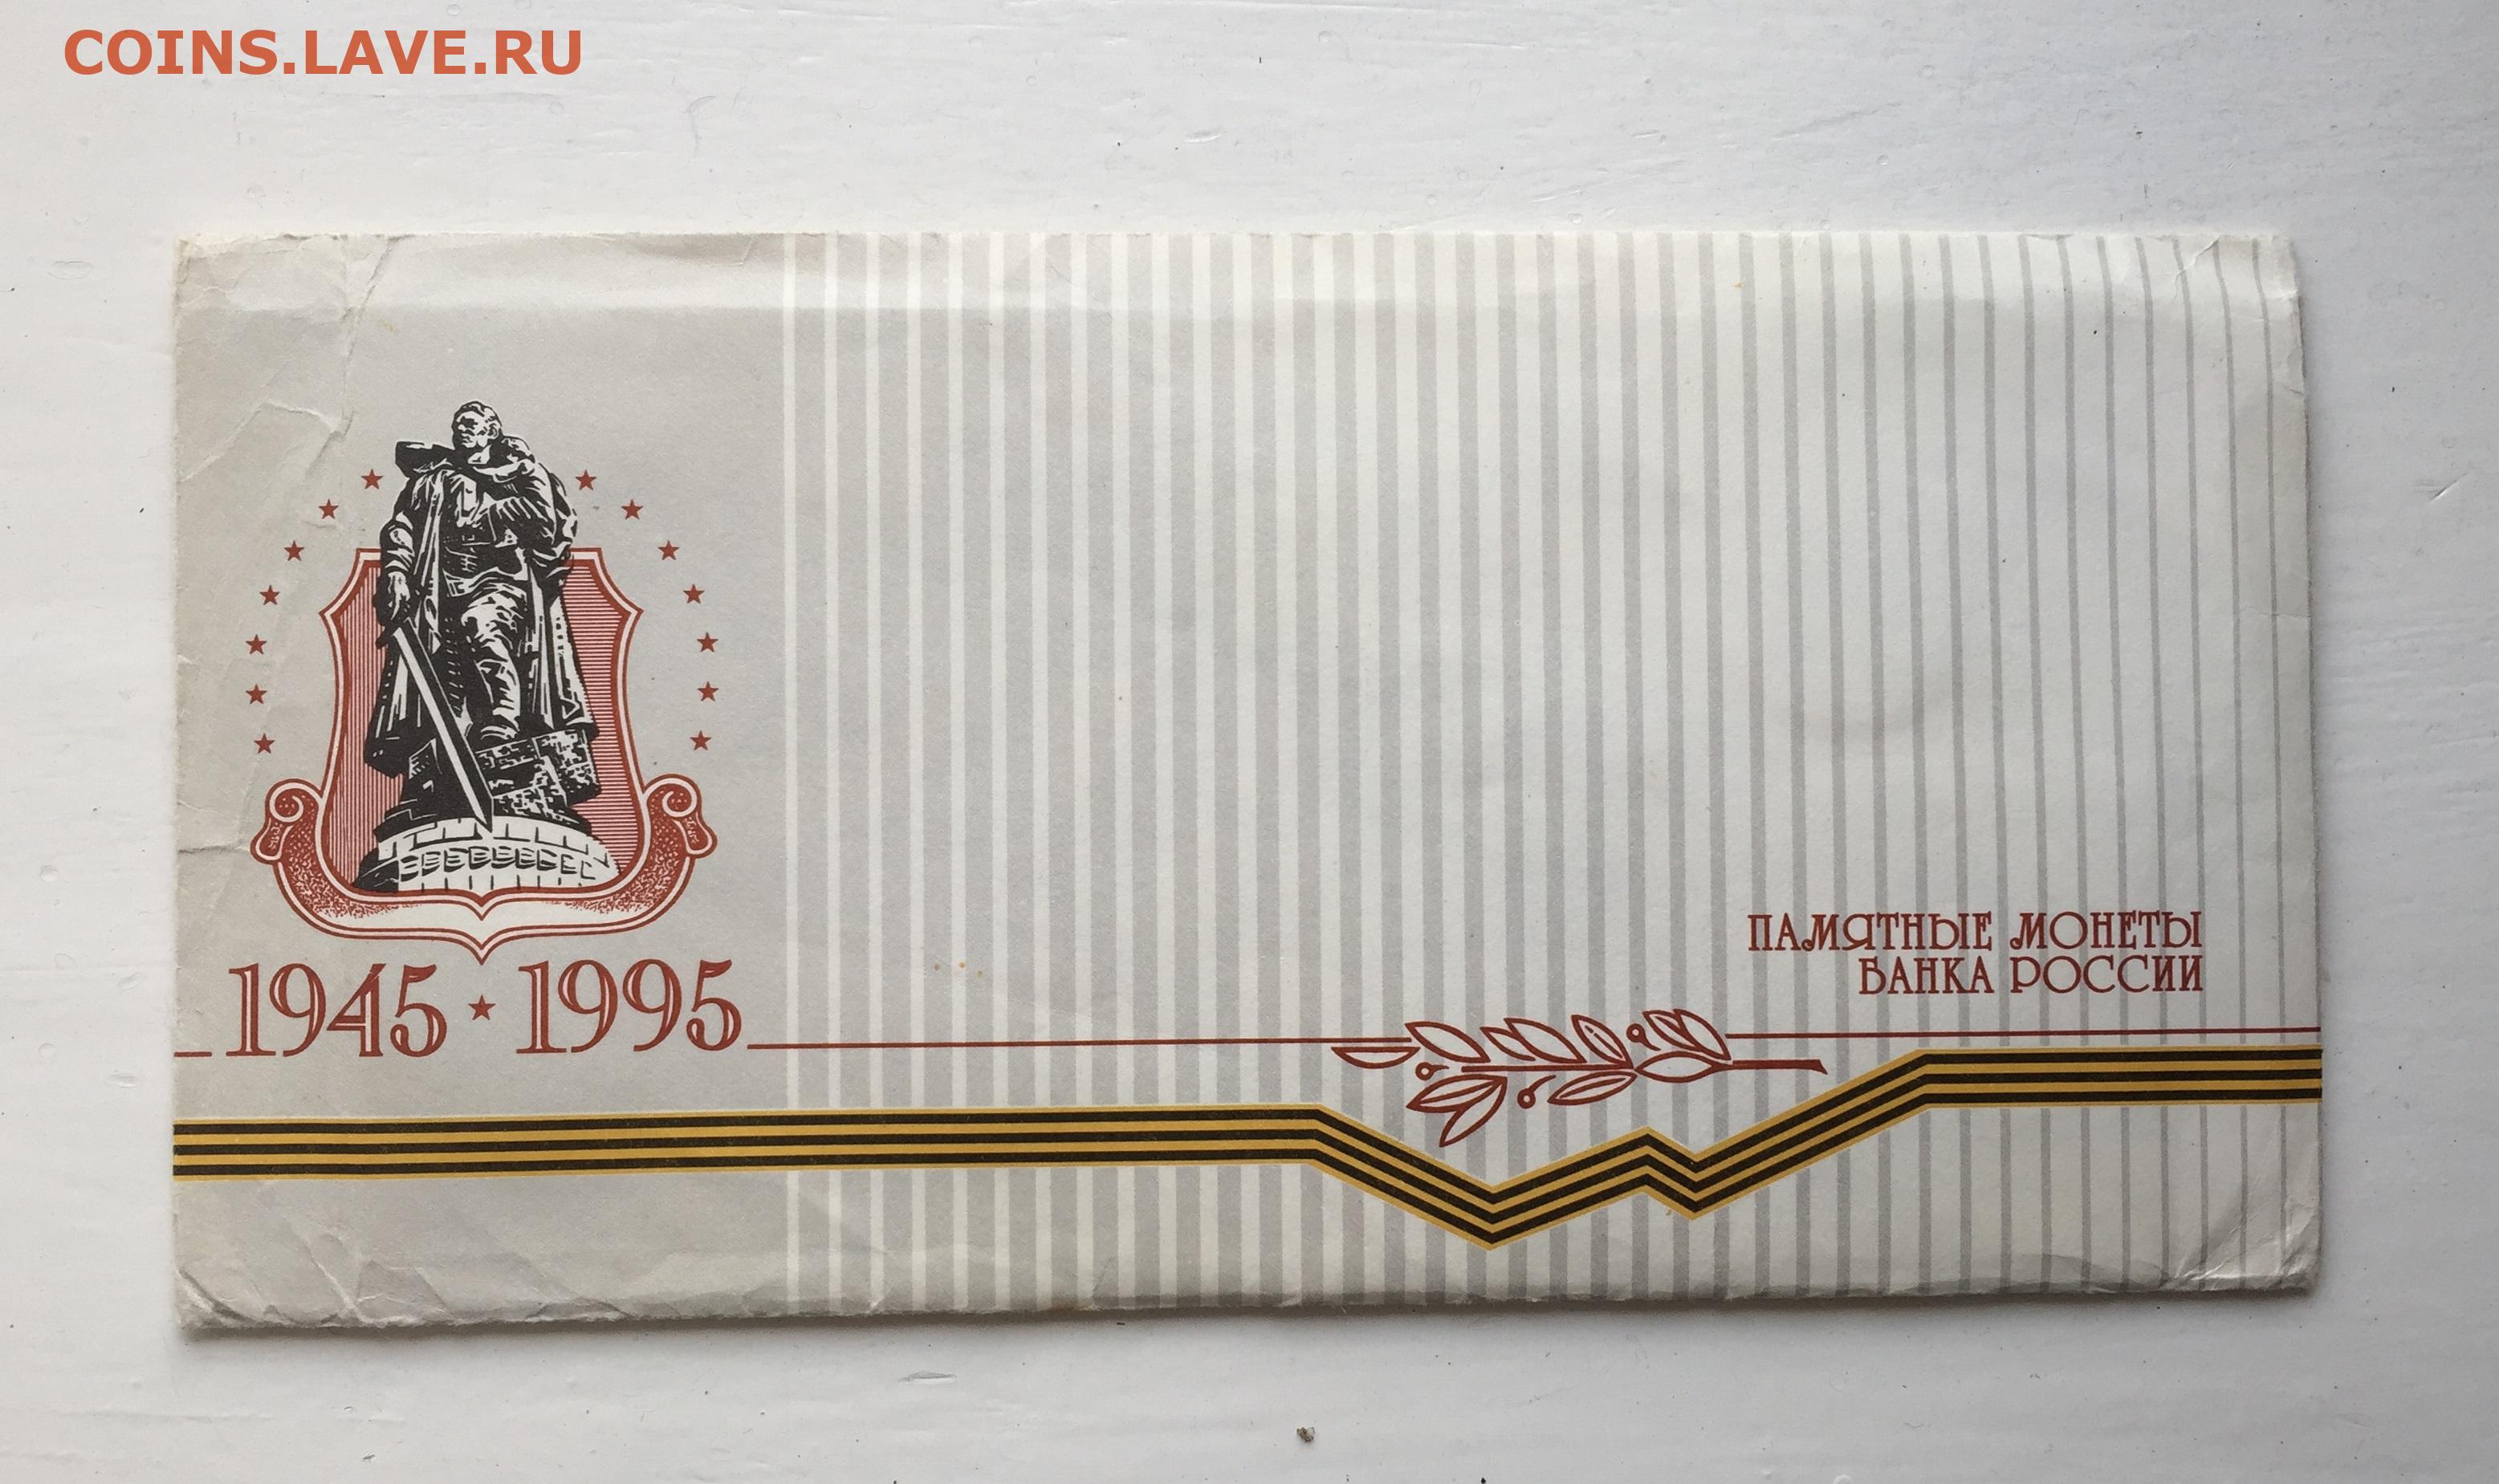 COINS.LAVE.RU
ПАМЯТНЫЕ МОНЕТЫ
БАНКА РОССИИ
1945 ★ 1995